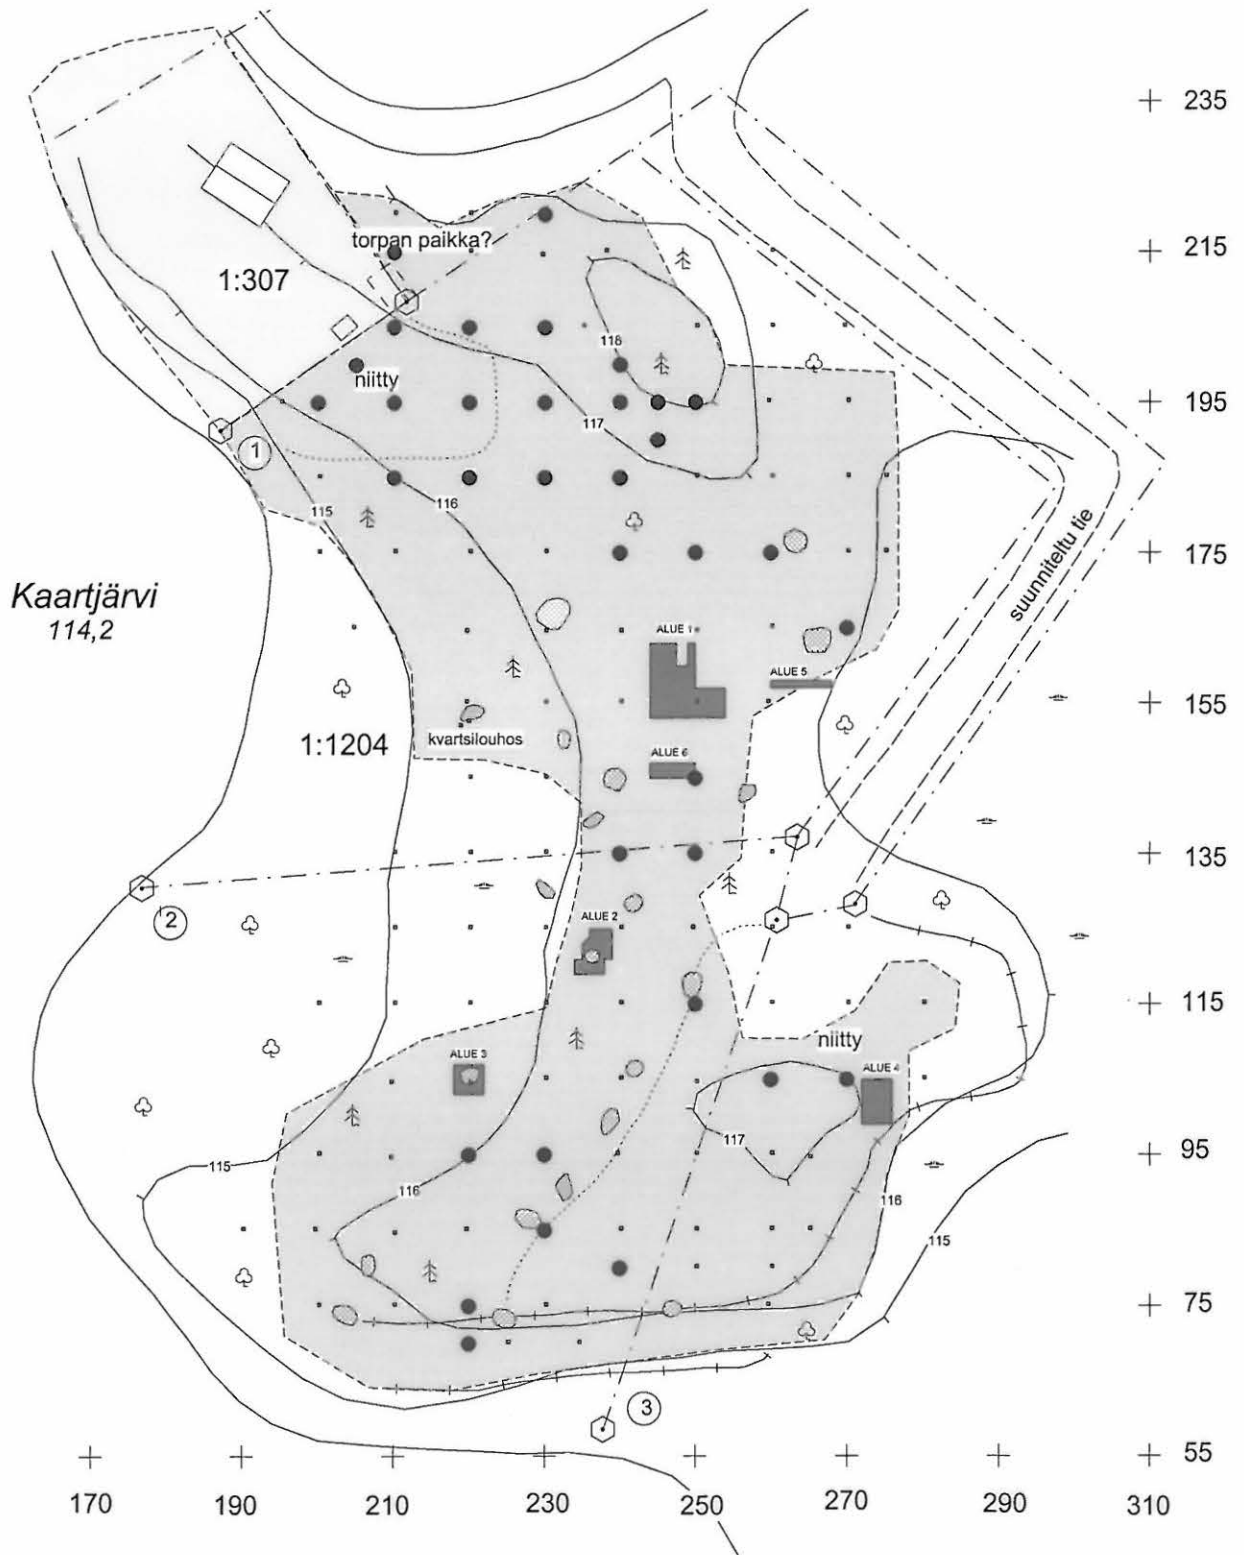 235
215
torpan paikka?
1:307
118
niitty
195
117
1
116
115
175
suunniteltu tie
Kaartjärvi
114,2
ALUE 1
ALUE 5
155
1:1204
kvartsilouhos
ALUE 6
135
2
ALUE 2
115
niitty
ALUE 3
ALUE 4
117
95
115
116
116
115
75
3
55
170
190
210
230
250
270
290
310